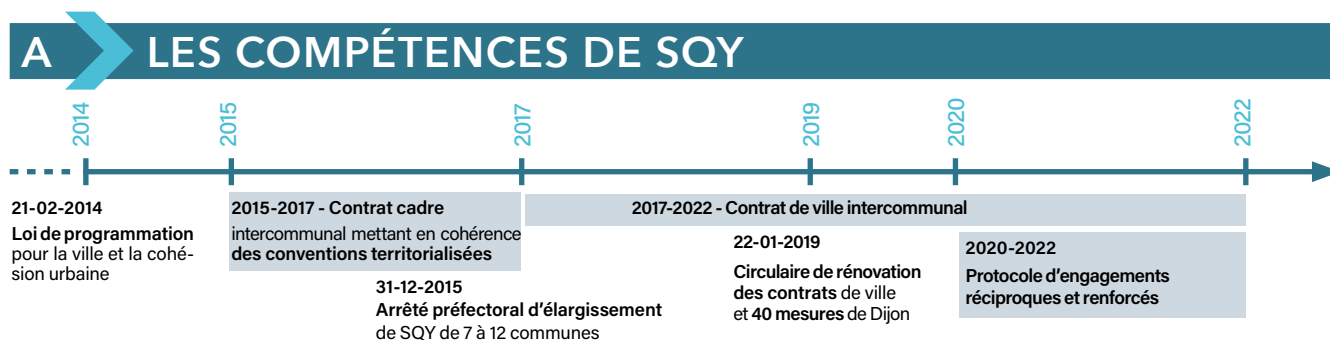 A LES COMPÉTENCES DE SQY
2014
2015
2017
2019
2020
2022
21-02-2014
Loi de programmation
pour la ville et la cohé-
sion urbaine
2015-2017 - Contrat cadre
intercommunal mettant en cohérence
des conventions territorialisées
31-12-2015
Arrêté préfectoral d'élargissement
de SQY de 7 à 12 communes
2017-2022 - Contrat de ville intercommunal
22-01-2019
Circulaire de rénovation
des contrats de ville
et 40 mesures de Dijon
2020-2022
Protocole d'engagements
réciproques et renforcés